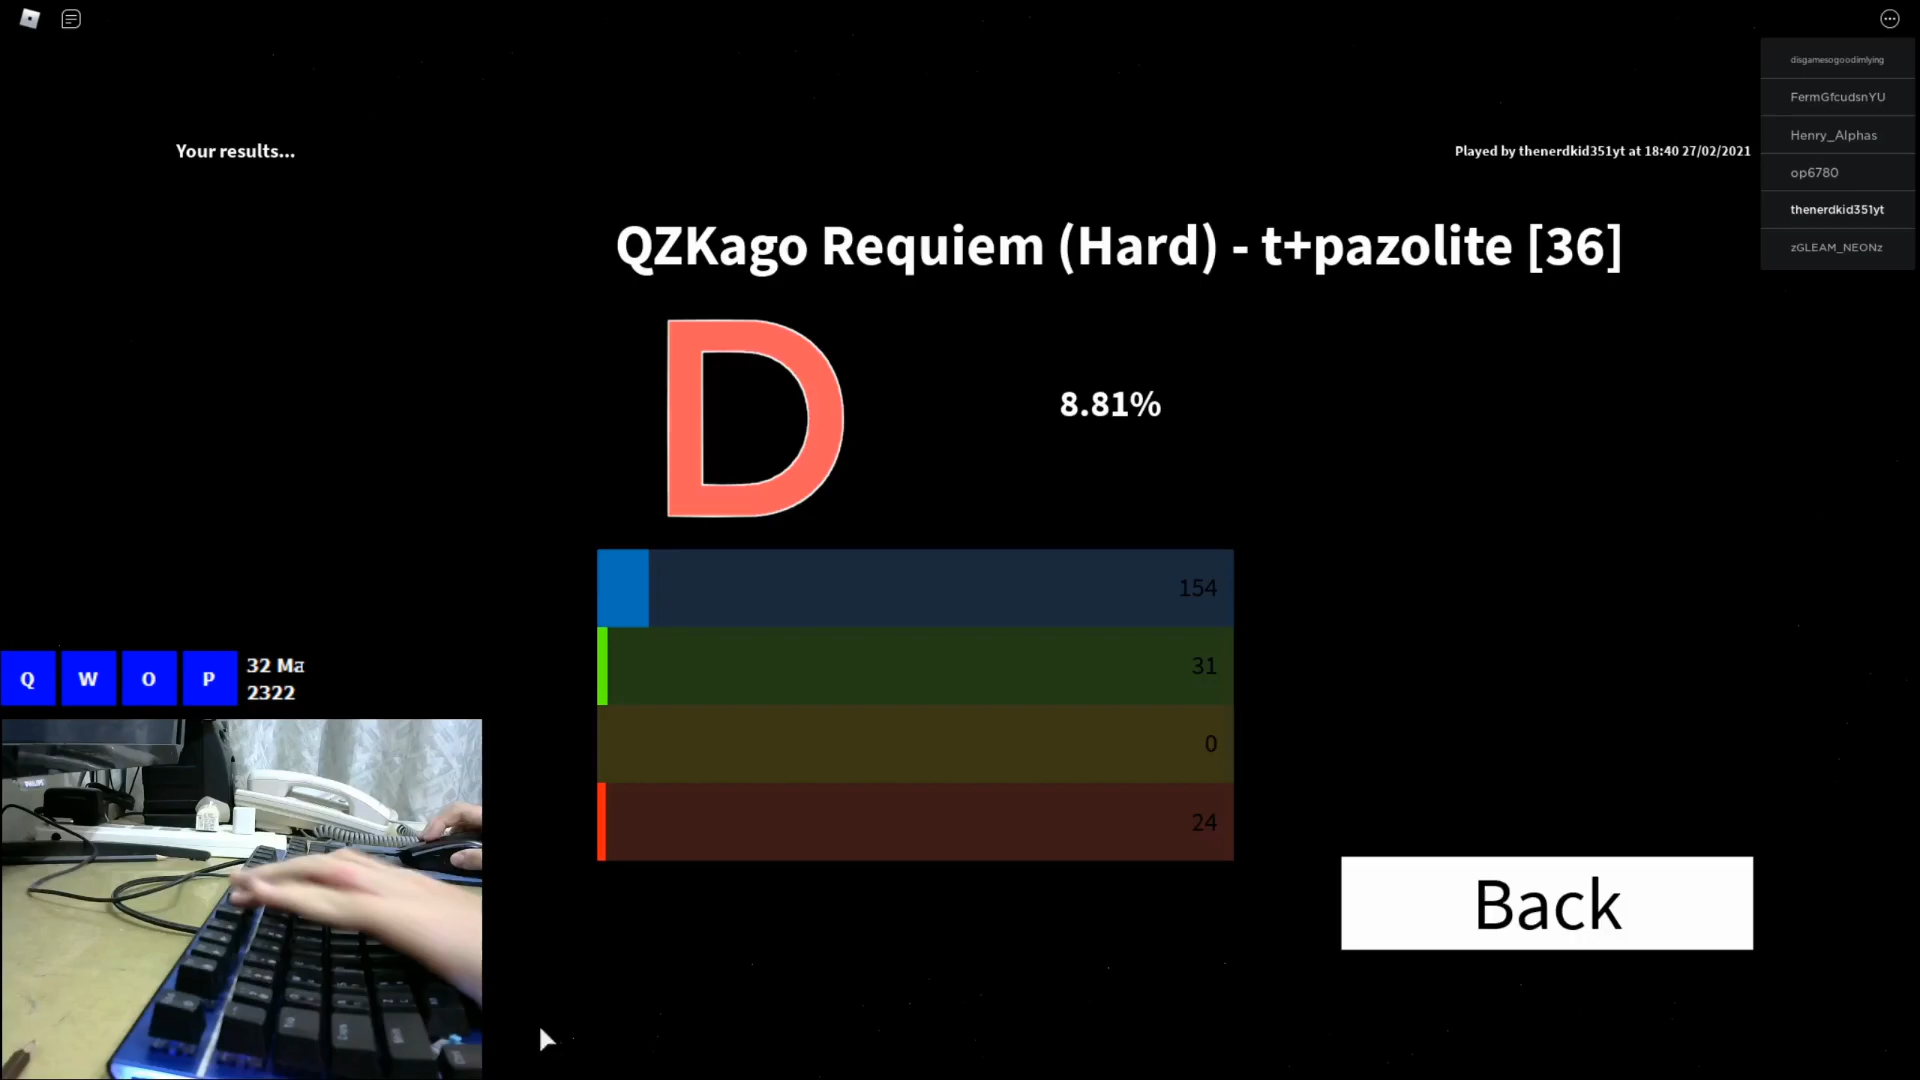 disgamesogoodimlying
FermGfcudsnYU
Your results...
Played by thenerdkid351yt at 18:40 27/02/2021
Henry_Alphas
op6780
thenerdkid351yt
QZKago Requiem (Hard) - t+pazolite [36]
zGLEAM_NEONz
D
8.81%
154
31
Q W O P
32 Ma
2322
0
24
Back